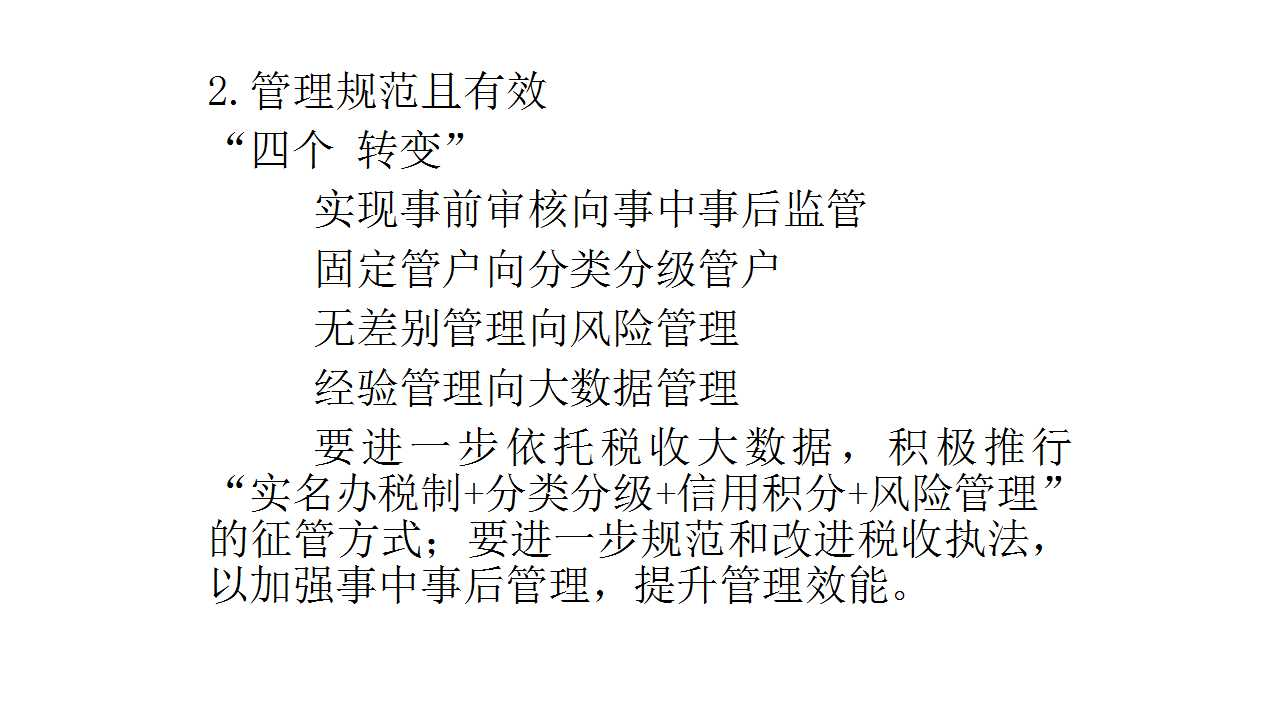 2.管理规范且有效
“四个 转变”
实现事前审核向事中事后监管
固定管户向分类分级管户
无差别管理向风险管理
经验管理向大数据管理
要进一步依托税收大数据，积极推行
“实名办税制+分类分级+信用积分+风险管理”
的征管方式；要进一步规范和改进税收执法，
以加强事中事后管理，提升管理效能。